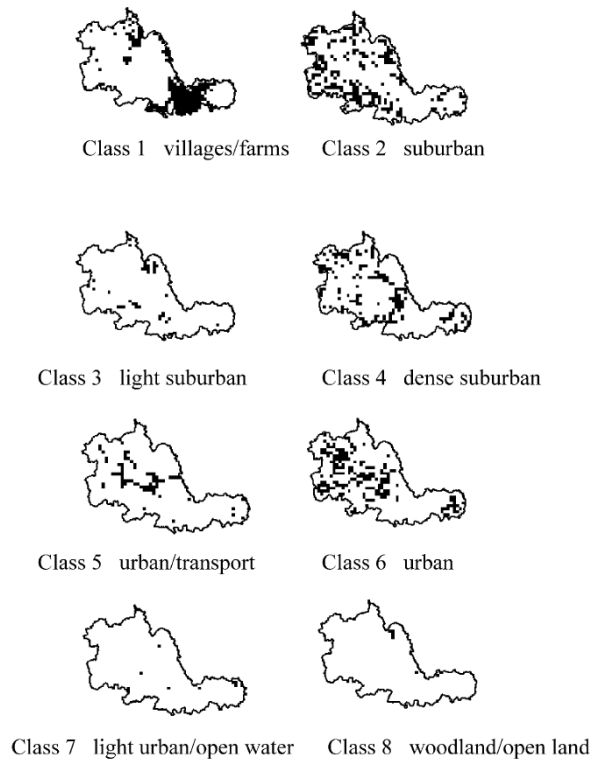 Class 1 villages/farms
Class 2 suburban
Class 3 light suburban
Class 4 dense suburban
Class 5 urban/transport
Class 6 urban
Class 7 light urban/open water
Class 8 woodland/open land